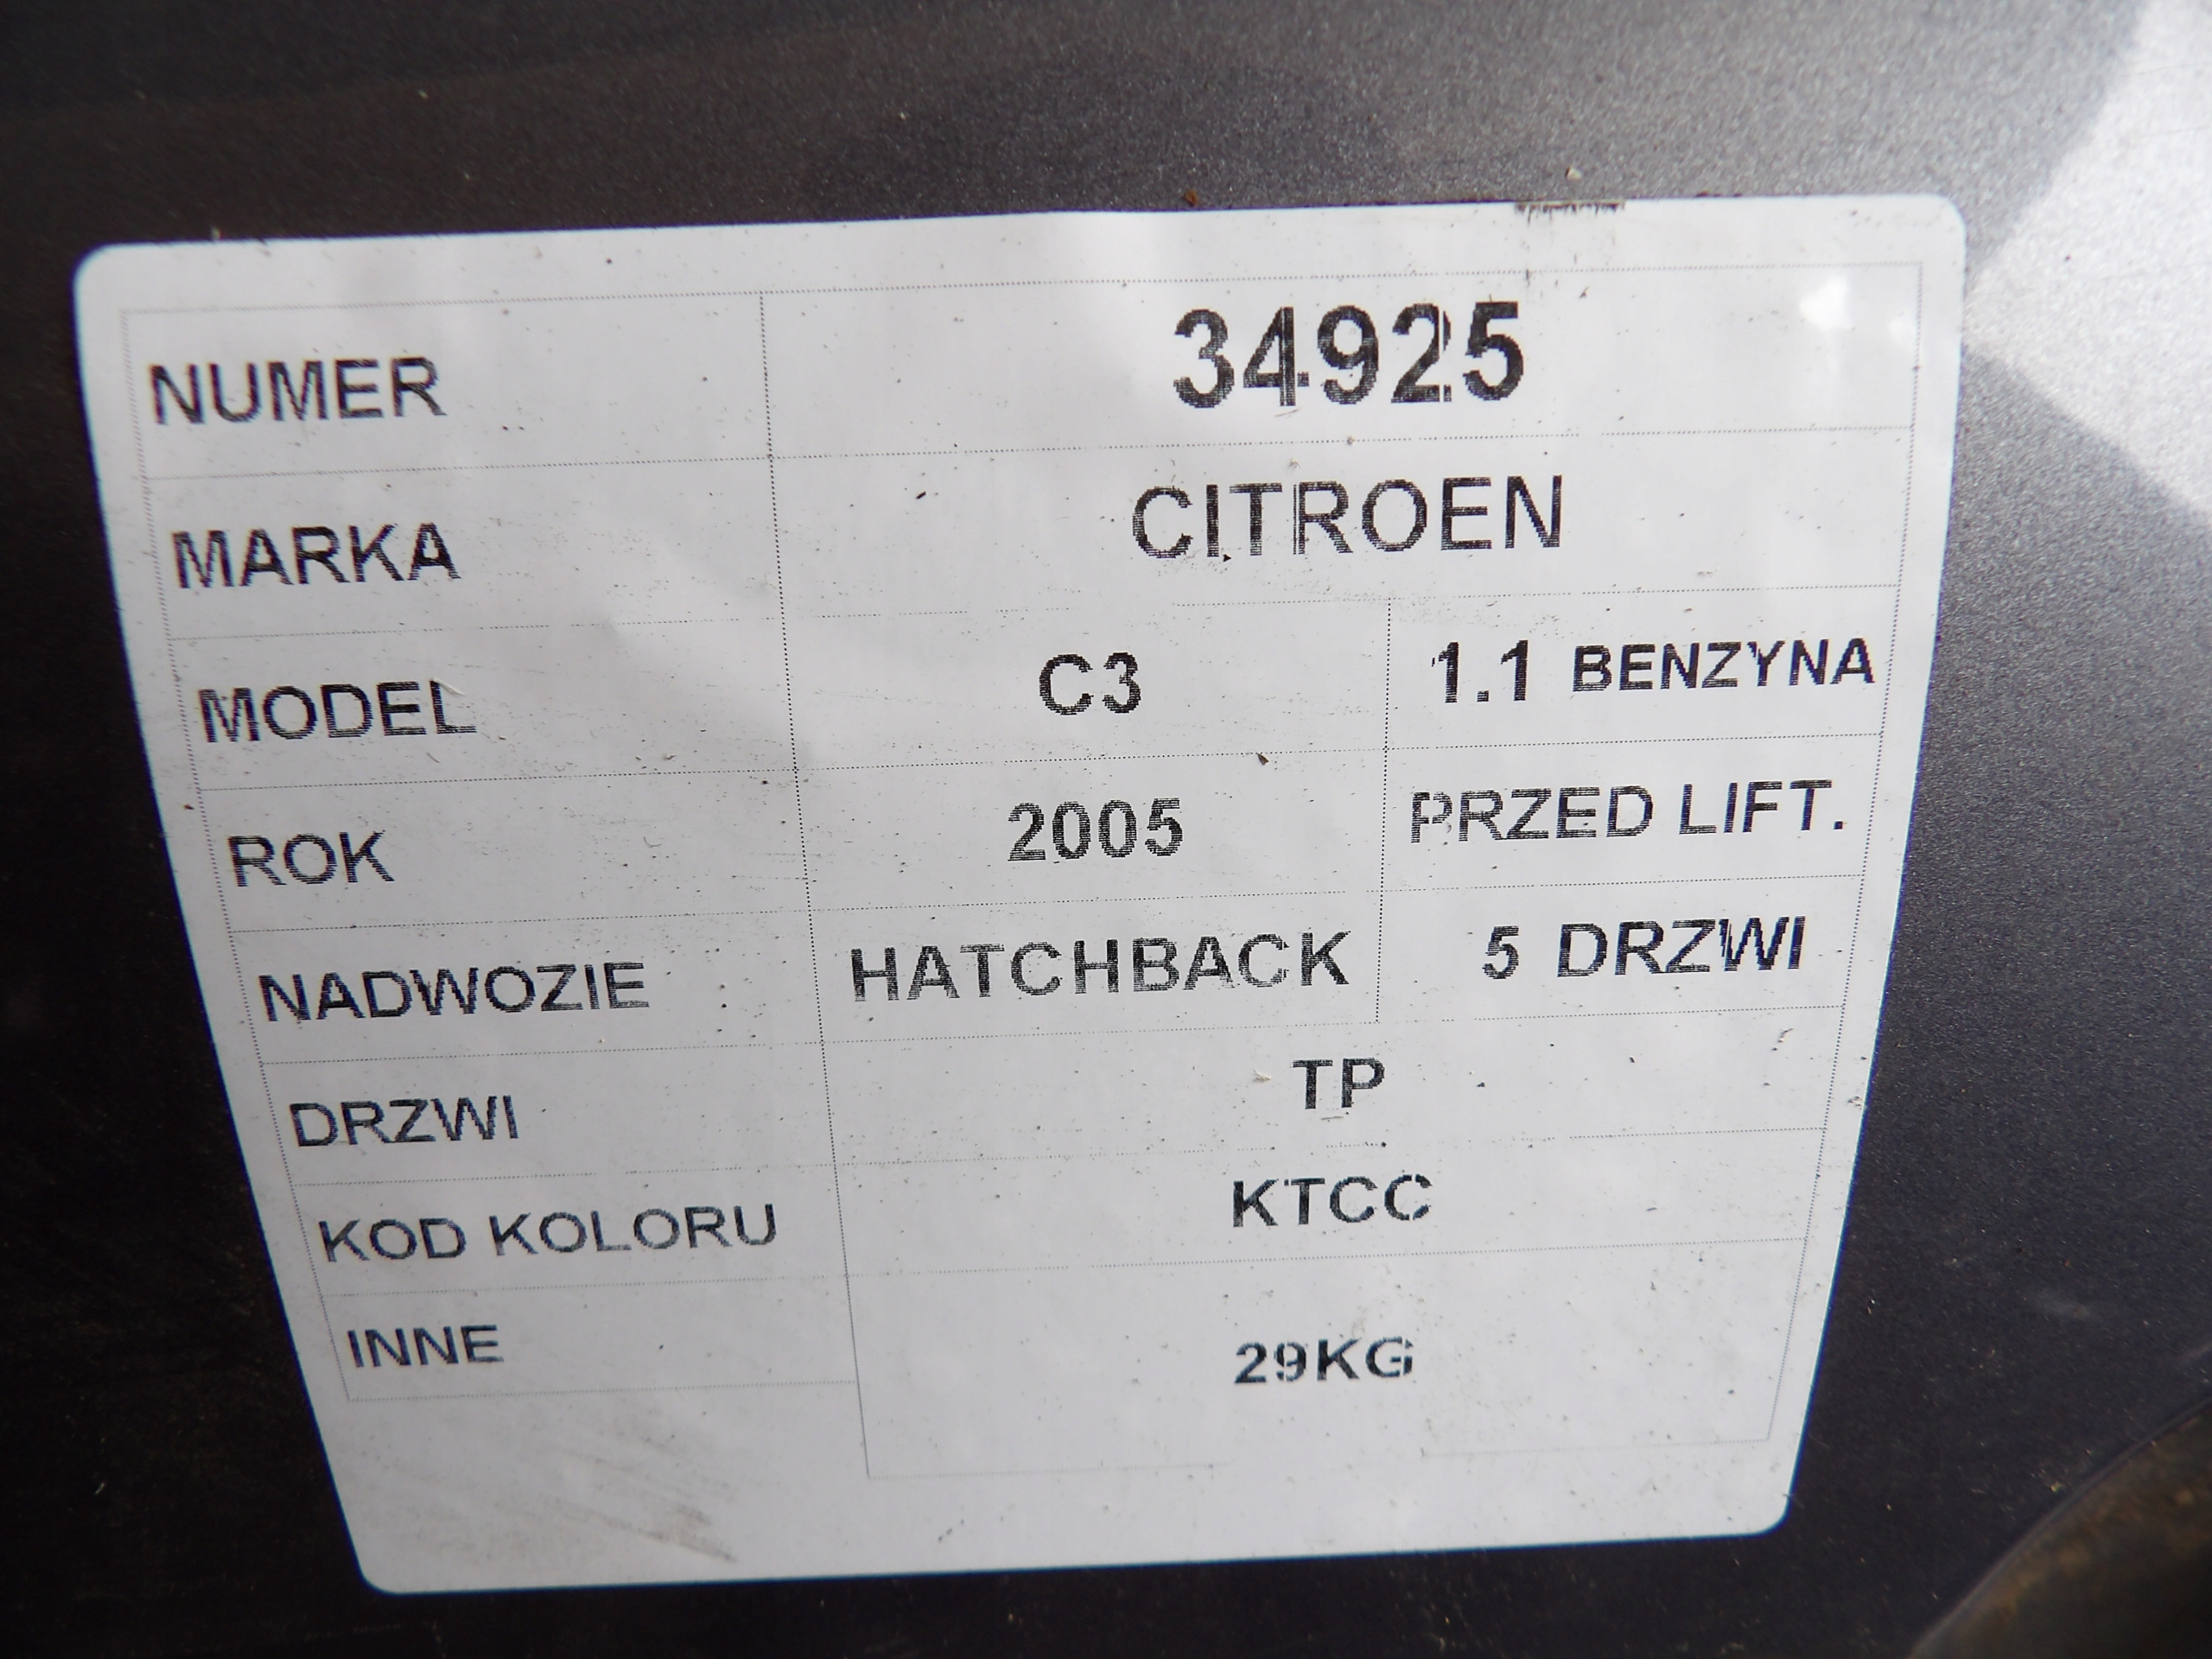 NUMER 34925
MARKA CITROEN
MODEL C3 1.1 BENZYNA
ROK 2005 PRZED LIFT.
NADWOZIE HATCHBACK 5 DRZWI
DRZWI TP
KOD KOLORU KTCC
INNE 29KG